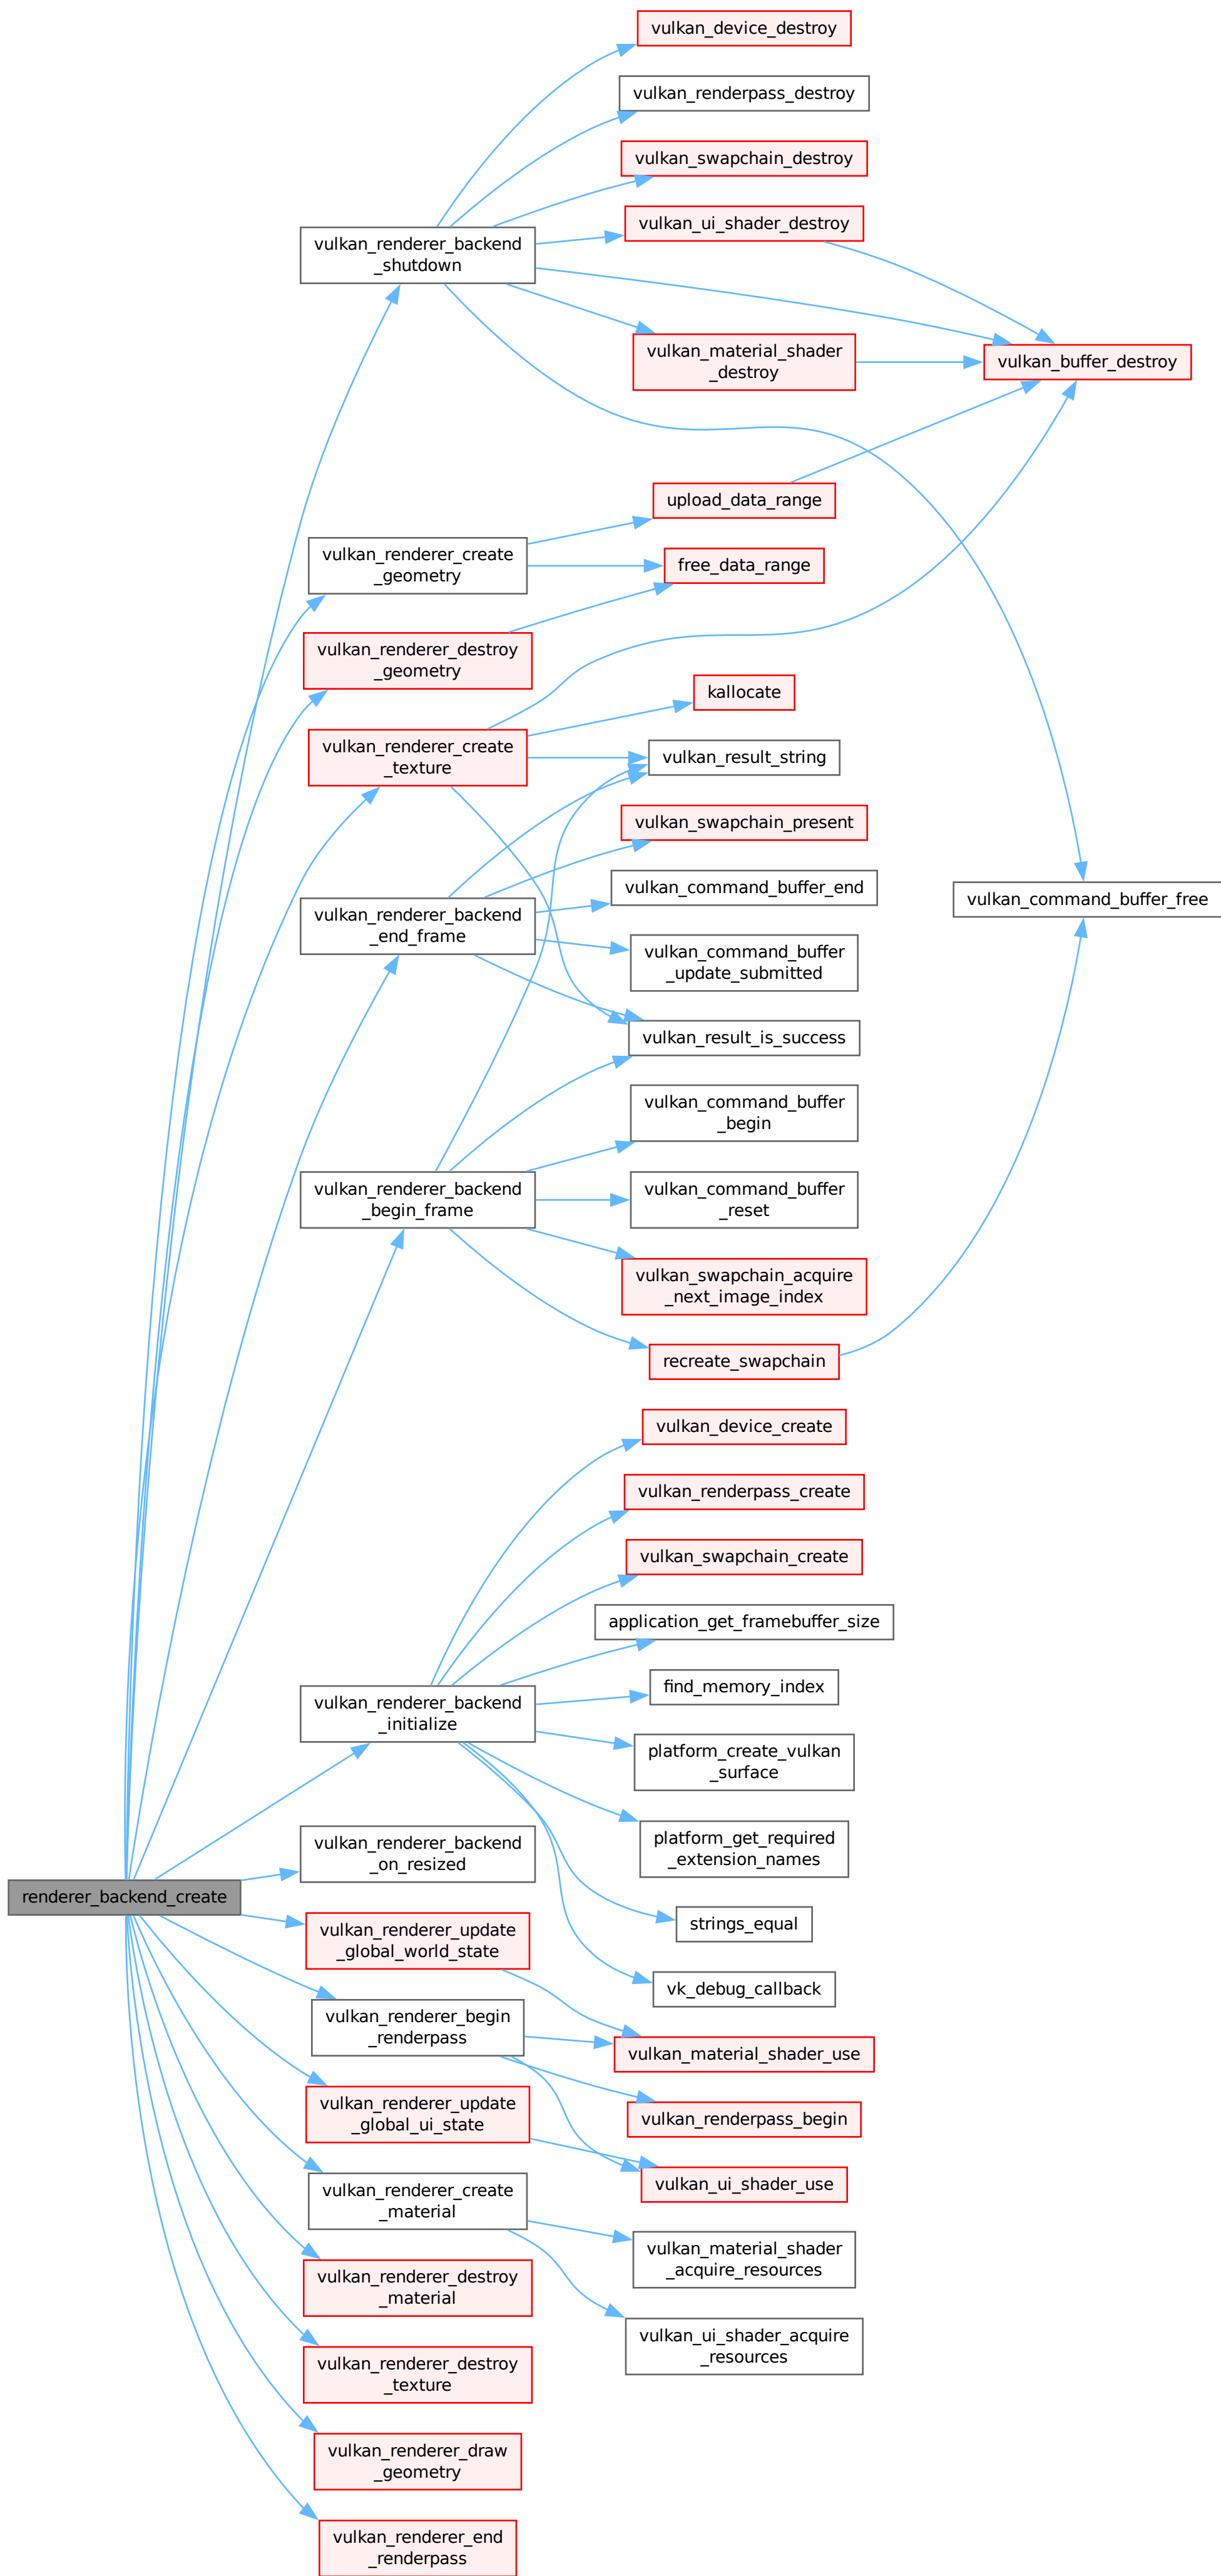 vulkan_device_destroy
vulkan_renderpass_destroy
vulkan_swapchain_destroy
vulkan_ui_shader_destroy
vulkan_renderer_backend
_shutdown
vulkan_material_shader
_destroy
vulkan_buffer_destroy
upload_data_range
vulkan_renderer_create
_geometry
free_data_range
vulkan_renderer_destroy
_geometry
kallocate
vulkan_renderer_create
_texture
vulkan_result_string
vulkan_swapchain_present
vulkan_command_buffer_end
vulkan_command_buffer_free
vulkan_renderer_backend
_end_frame
vulkan_command_buffer
_update_submitted
vulkan_result_is_success
vulkan_command_buffer
_begin
vulkan_renderer_backend
_begin_frame
vulkan_command_buffer
_reset
vulkan_swapchain_acquire
_next_image_index
recreate_swapchain
vulkan_device_create
vulkan_renderpass_create
vulkan_swapchain_create
application_get_framebuffer_size
find_memory_index
vulkan_renderer_backend
_initialize
platform_create_vulkan
_surface
platform_get_required
_extension_names
vulkan_renderer_backend
_on_resized
renderer_backend_create
strings_equal
vulkan_renderer_update
_global_world_state
vk_debug_callback
vulkan_renderer_begin
_renderpass
vulkan_material_shader_use
vulkan_renderpass_begin
vulkan_renderer_update
_global_ui_state
vulkan_ui_shader_use
vulkan_renderer_create
_material
vulkan_material_shader
_acquire_resources
vulkan_renderer_destroy
_material
vulkan_ui_shader_acquire
_resources
vulkan_renderer_destroy
_texture
vulkan_renderer_draw
_geometry
vulkan_renderer_end
_renderpass